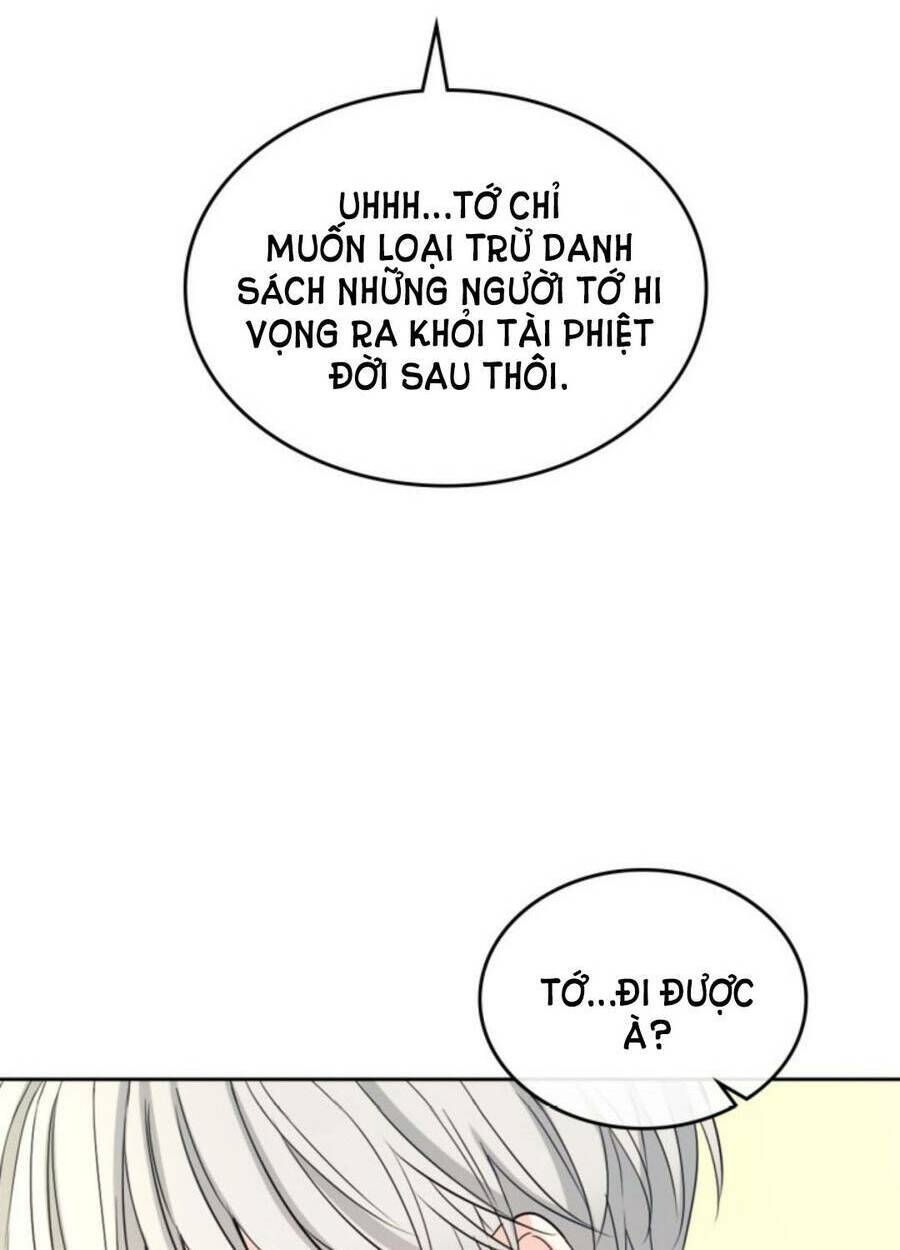 UHHH...TỚ CHỈ
MUỐN LOẠI TRỪ DANH
SÁCH NHỮNG NGƯỜI TỚ HI
VỌNG RA KHỎI TÀI PHIỆT
ĐỜI SAU THÔI.
TỚ...ĐI ĐƯỢC
À?